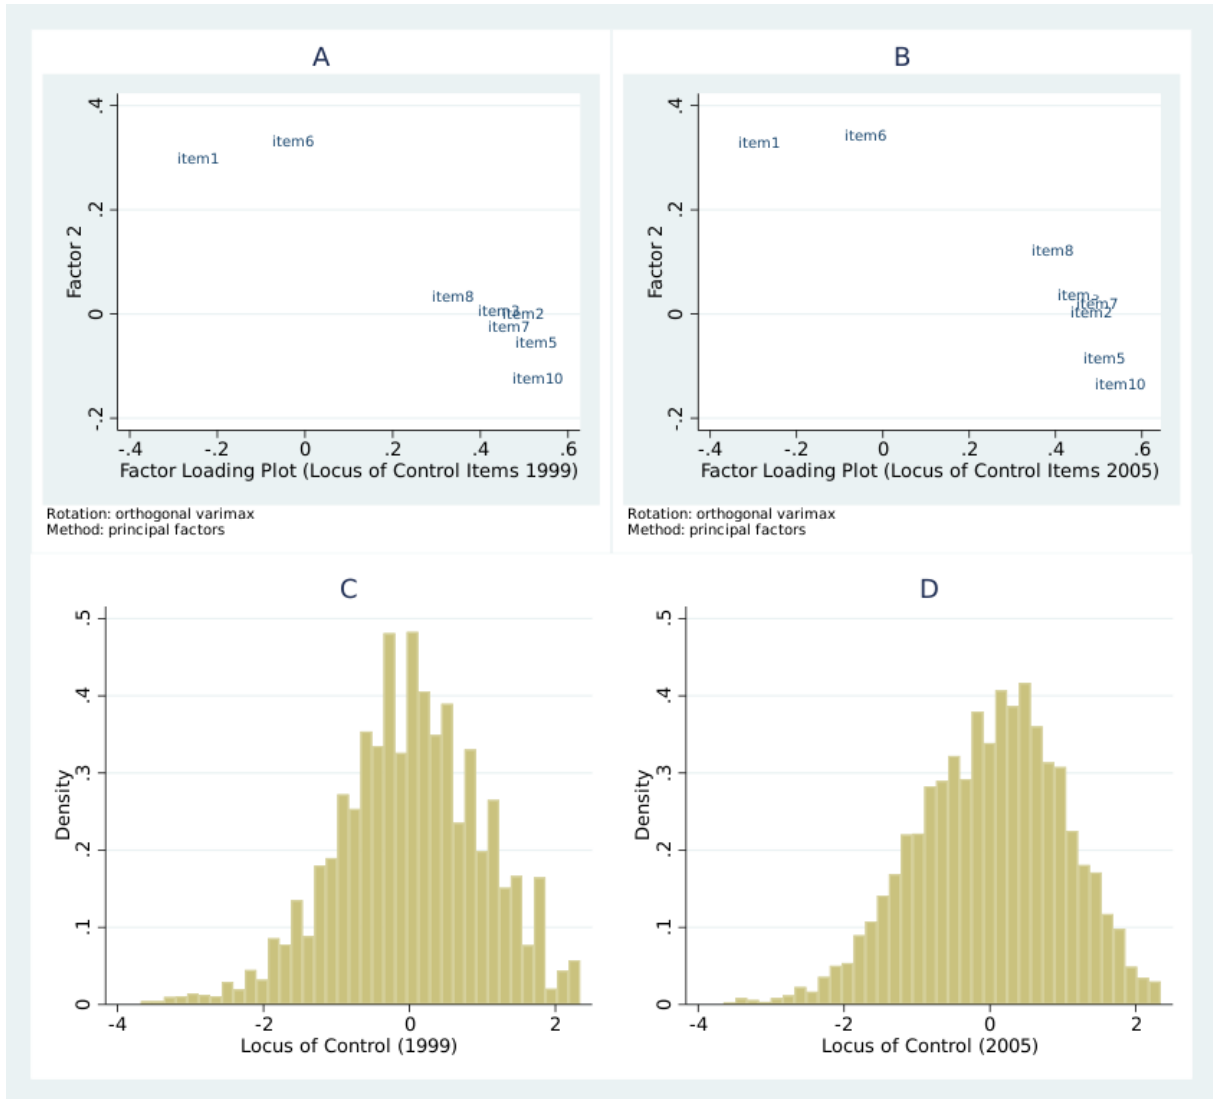 A
.4
.2
0
-.2
Factor 2
item1
item6
item8
item2
item7
item5
item10
-.4 -.2 0 .2 .4 .6
Factor Loading Plot (Locus of Control Items 1999)
Rotation: orthogonal varimax
Method: principal factors
B
.4
.2
0
-.2
Factor 2
item1
item6
item8
item7
item2
item5
item10
-.4 -.2 0 .2 .4 .6
Factor Loading Plot (Locus of Control Items 2005)
Rotation: orthogonal varimax
Method: principal factors
C
.5
.4
.3
.2
.1
0
Density
-4 -2 0 2
Locus of Control (1999)
D
.5
.4
.3
.2
.1
0
Density
-4 -2 0 2
Locus of Control (2005)